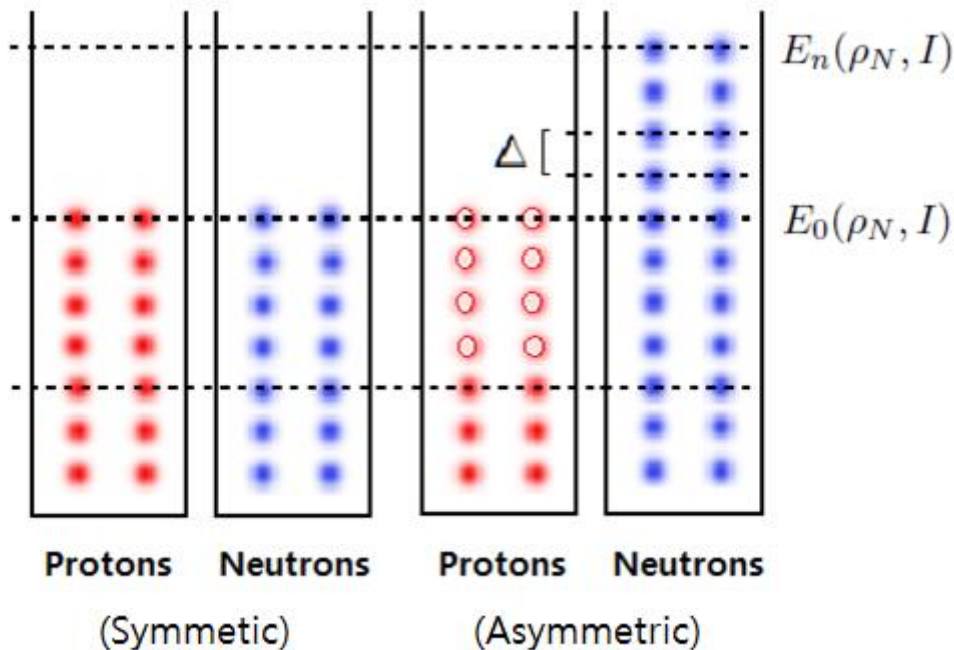 E_n(ρ_N, I)
Δ
E_0(ρ_N, I)
Protons Neutrons Protons Neutrons
(Symmetic) (Asymmetric)